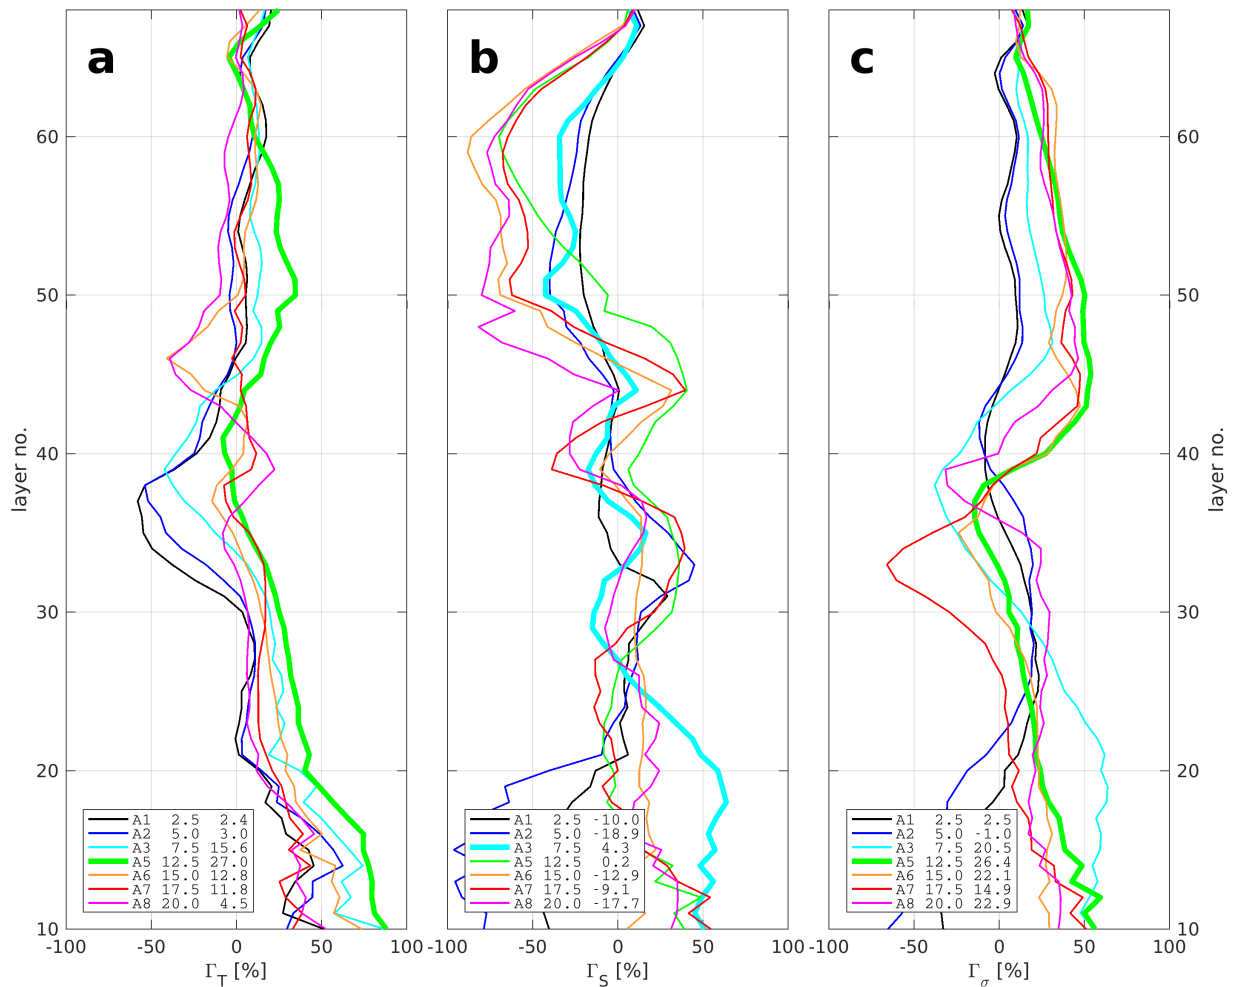 a
b
c
60
50
40
30
20
10
layer no.
60
50
40
30
20
10
layer no.
A1 2.5 2.4
A2 5.0 3.0
A3 7.5 15.6
A5 12.5 27.0
A6 15.0 12.8
A7 17.5 11.8
A8 20.0 4.5
A1 2.5 -10.0
A2 5.0 -18.9
A3 7.5 4.3
A5 12.5 0.2
A6 15.0 -12.9
A7 17.5 -9.1
A8 20.0 -17.7
A1 2.5 2.5
A2 5.0 -1.0
A3 7.5 20.5
A5 12.5 26.4
A6 15.0 22.1
A7 17.5 14.9
A8 20.0 22.9
-100 -50 0 50 100
-100 -50 0 50 100
-100 -50 0 50 100
Γ_T [%]
Γ_S [%]
Γ_σ [%]